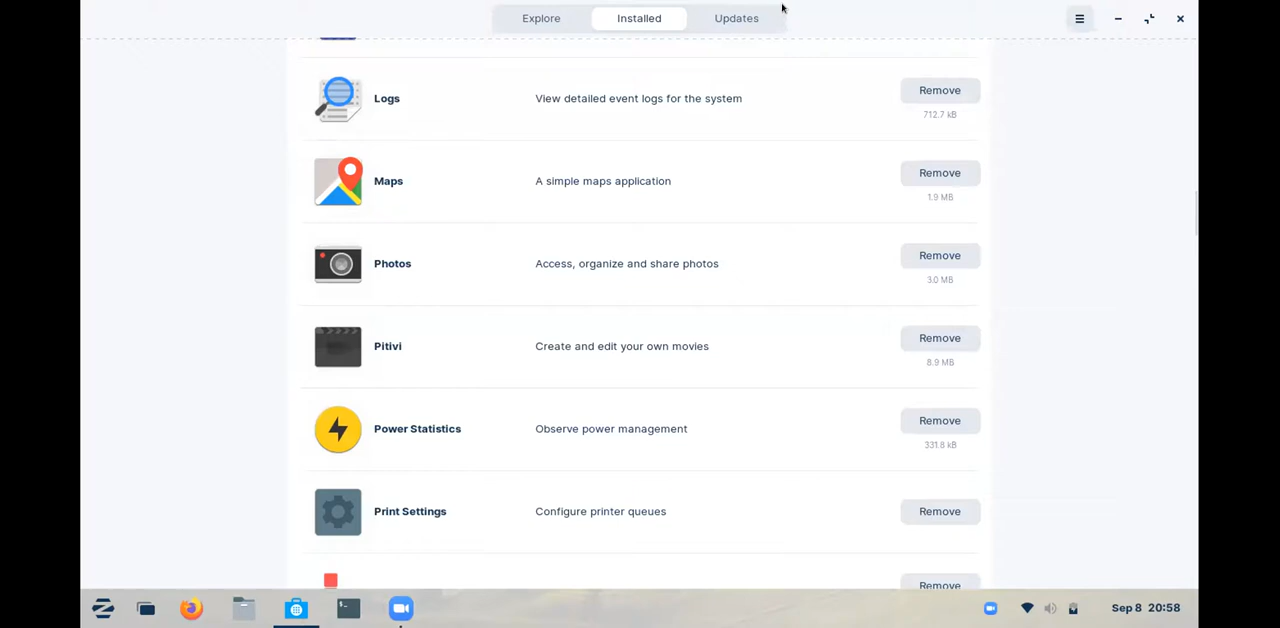 Explore Installed Updates
Logs View detailed event logs for the system Remove
712.7 kB
Maps A simple maps application Remove
1.9 MB
Photos Access, organize and share photos Remove
3.0 MB
Pitivi Create and edit your own movies Remove
8.9 MB
Power Statistics Observe power management Remove
331.8 kB
Print Settings Configure printer queues Remove
Remove
Sep 8 20:58